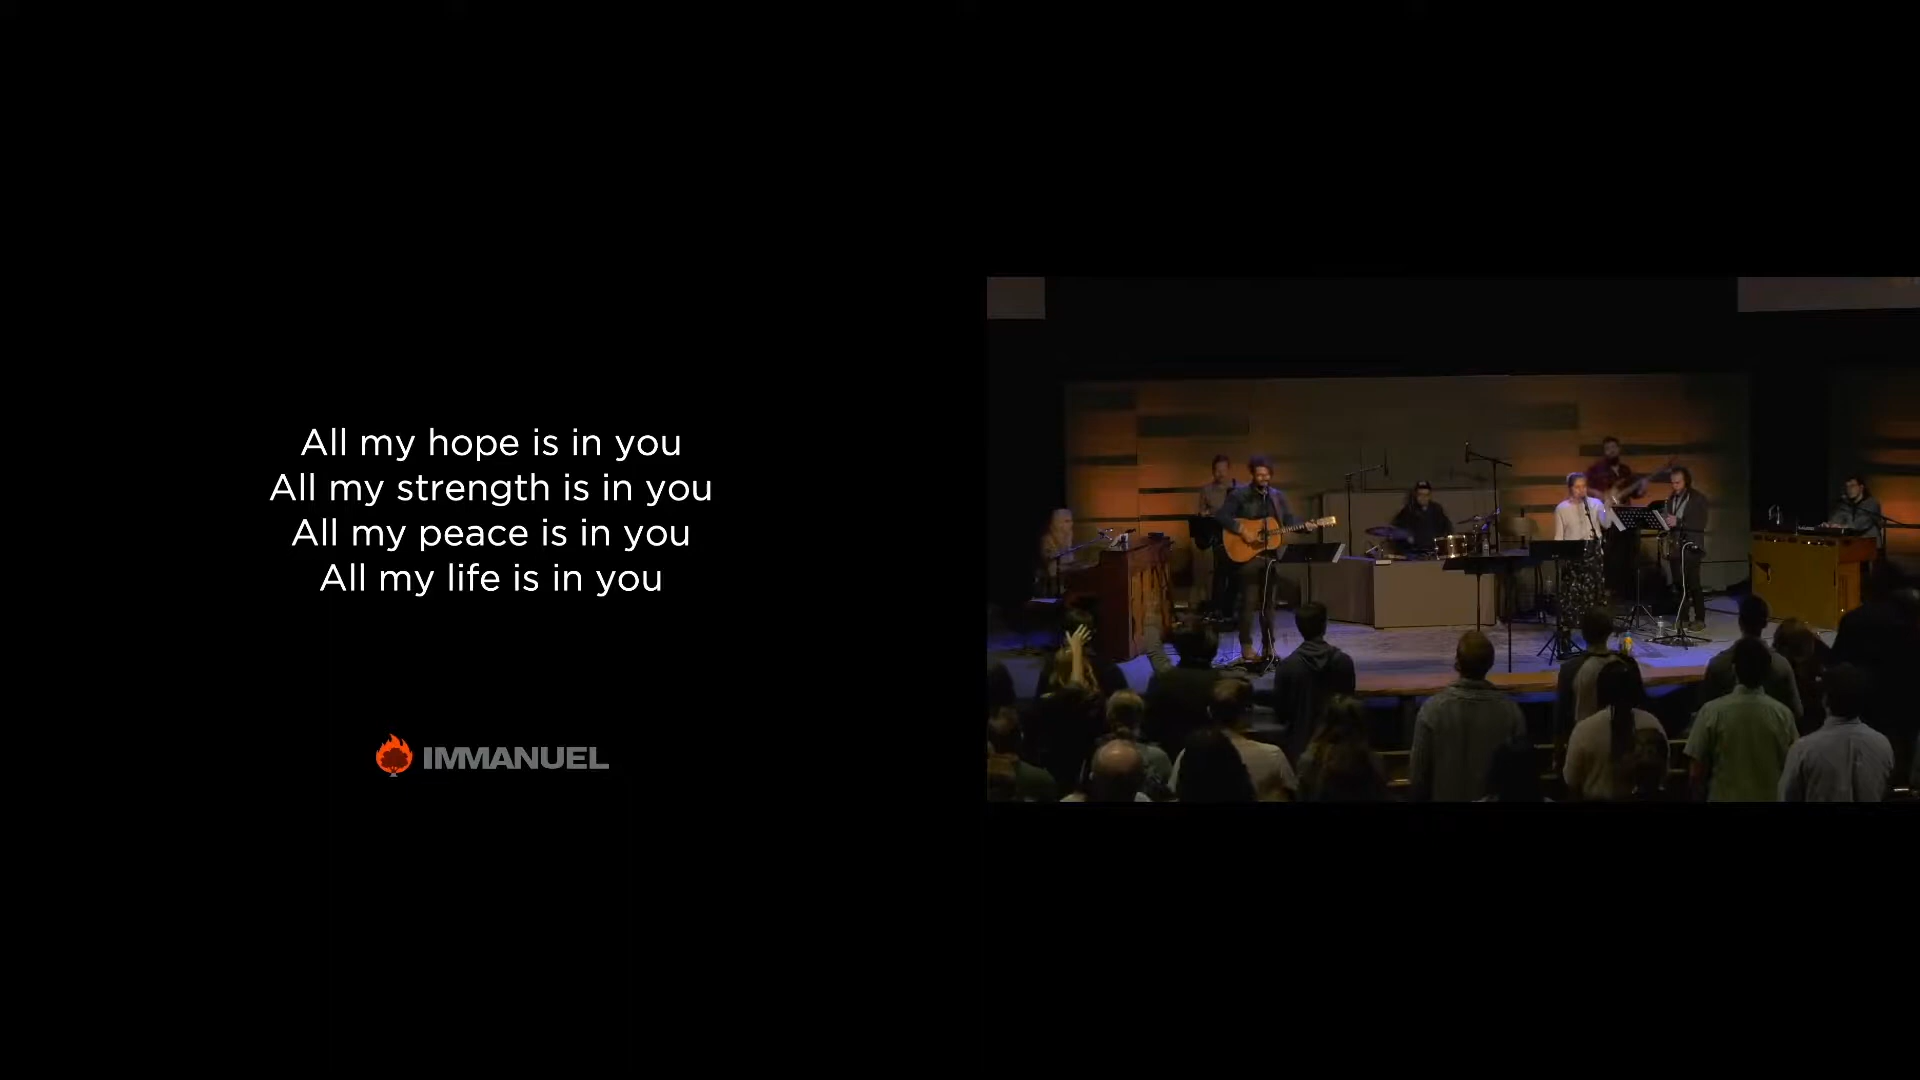 All my hope is in you
All my strength is in you
All my peace is in you
All my life is in you
IMMANUEL